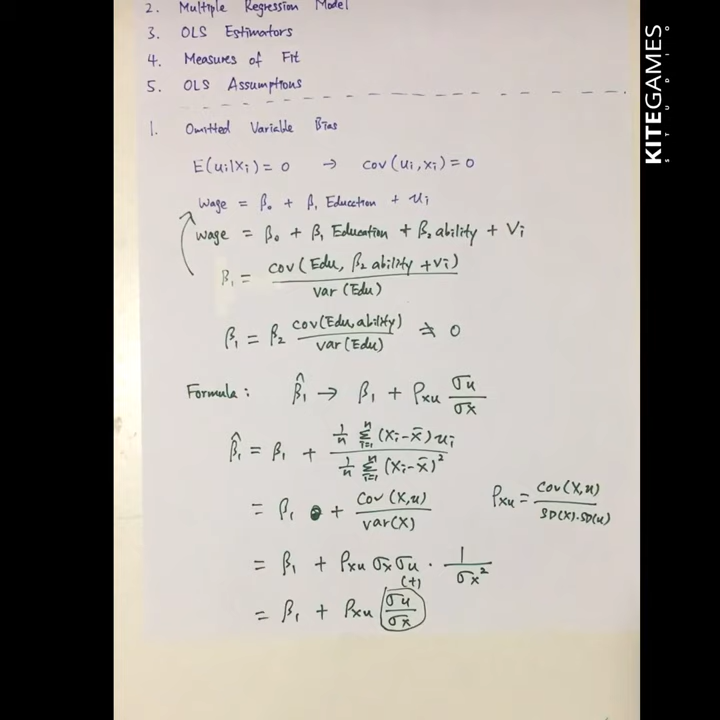 2. Multiple Regression Model
3. OLS Estimators
4. Measures of Fit
5. OLS Assumptions
1. Omitted Variable Bias
E(ui|Xi) = 0 → cov(ui, xi) = 0
Wage = β₀ + β₁ Education + ui
Wage = β₀ + β₁ Education + β₂ ability + Vi
β₁ = cov(Edu, β₂ ability + Vi) / var(Edu)
β₁ = β₂ cov(Edu, ability) / var(Edu) ≠ 0
Formula: β̂₁ → β₁ + ρxu σu / σx
β̂₁ = β₁ + 1/n Σⁿᵢ₌₁ (Xi - X̄) ui / 1/n Σⁿᵢ₌₁ (Xi - X̄)²
= β₁ + cov(X,u) / var(X)
ρxu = cov(X,u) / SD(X)·SD(u)
= β₁ + ρxu σx σu · 1 / σx²
(+)
= β₁ + ρxu σu / σx
KITEGAMES
STUDIO